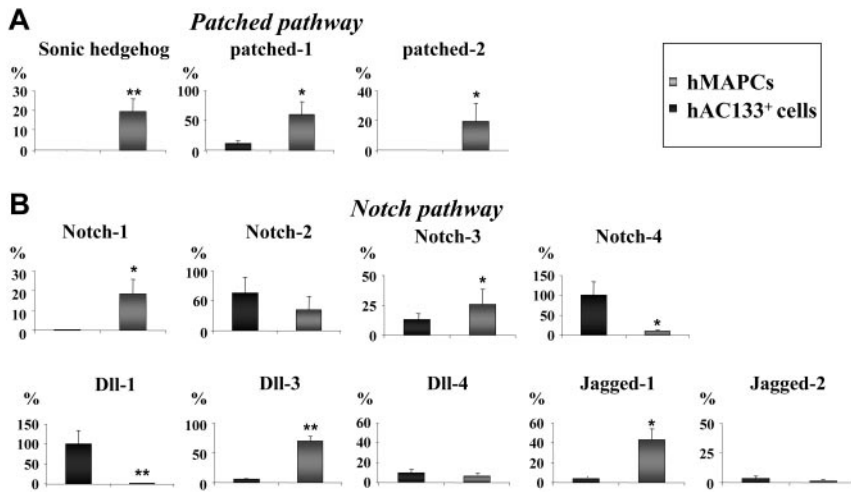 A
Patched pathway
Sonic hedgehog patched-1 patched-2
% % %
30 20 10 0 **
100 50 0 *
40 20 0 *
hMAPCs
hAC133+ cells
B
Notch pathway
Notch-1 Notch-2 Notch-3 Notch-4
% % % %
30 20 10 0 *
100 60 0
50 25 0 *
150 100 50 0 *
Dll-1 Dll-3 Dll-4 Jagged-1 Jagged-2
% % % % %
150 100 50 0 **
100 50 0 **
60 40 20 0
60 40 20 0 *
50 25 0